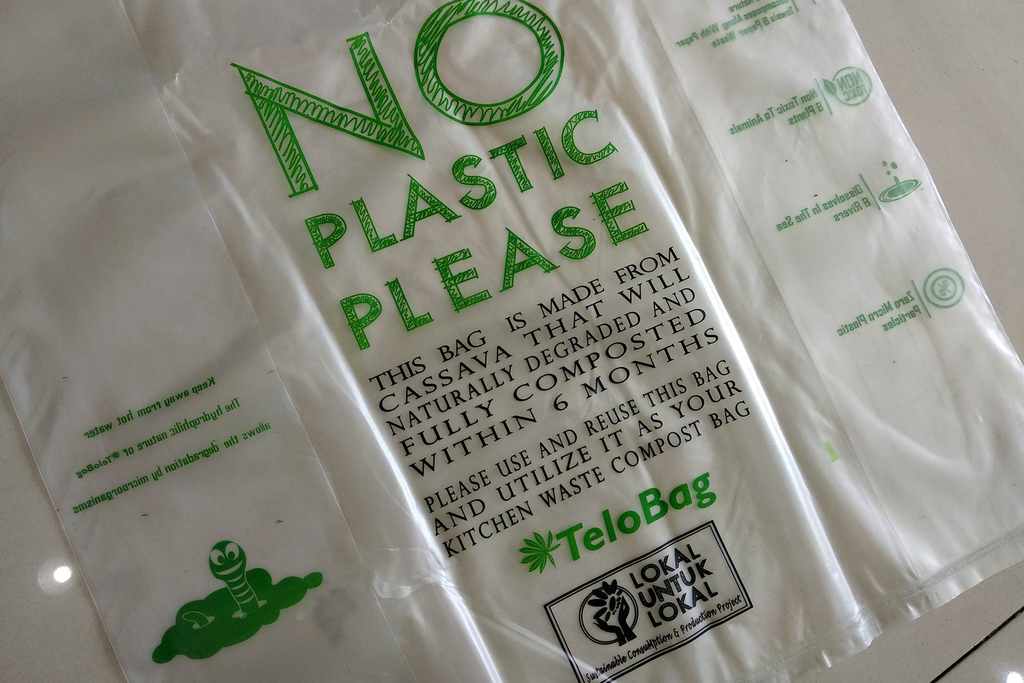 NO
PLASTIC
PLEASE
THIS BAG IS MADE FROM
CASSAVA THAT WILL
NATURALLY DEGRADED AND
FULLY COMPOSTED
WITHIN 6 MONTHS
PLEASE USE AND REUSE THIS BAG
AND UTILIZE IT AS YOUR
KITCHEN WASTE COMPOST BAG
TeloBag
LOKAL
UNTUK
LOKAL
Sustainable Consumption & Production Project
Keep away from hot
water
The hydrophilic nature of #TeloBag
allows the degradation by microorganisms
Non Toxic To Animals
& Plants
Dissolves In The Sea
& Rivers
Zero Micro Plastic
Particles